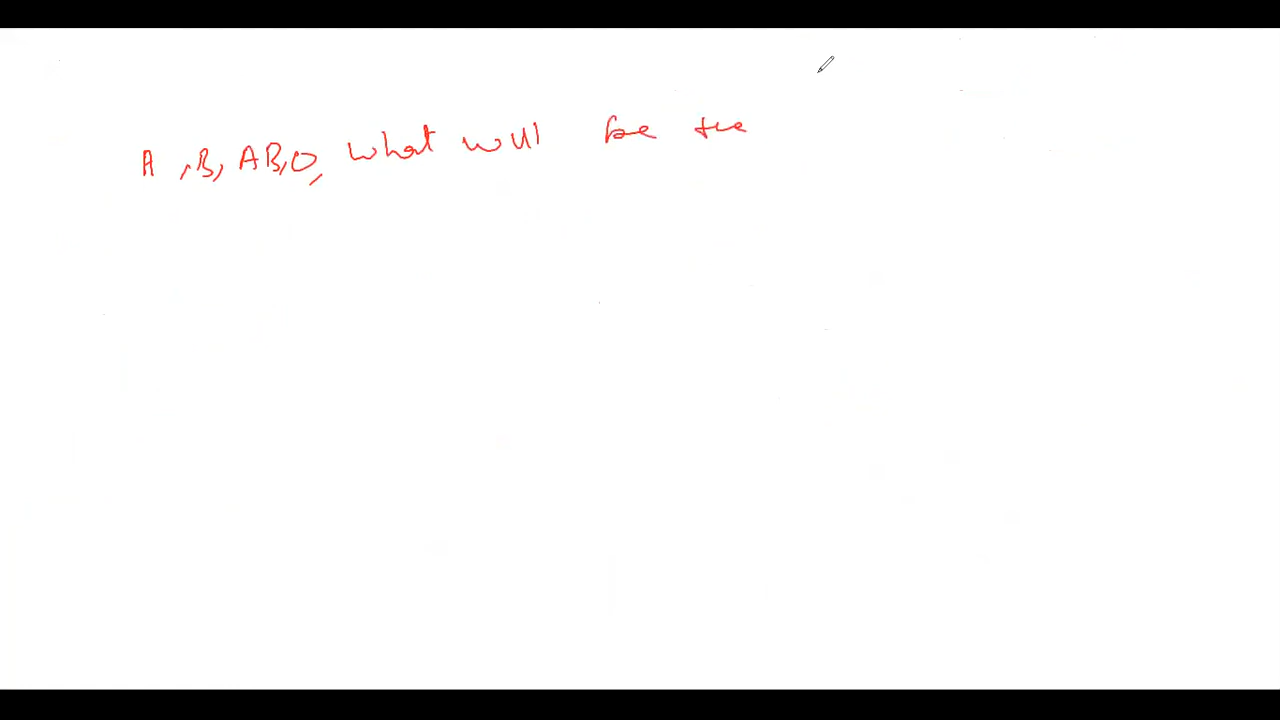 A, B, AB, O, what will be the